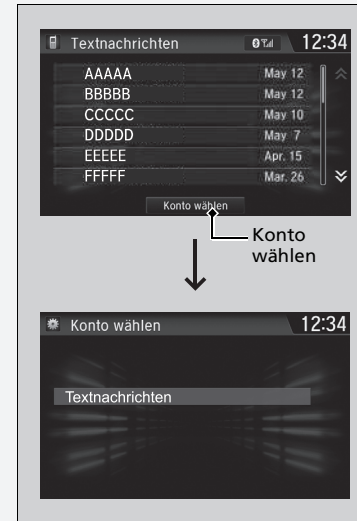 Textnachrichten 12:34
AAAAA May 12
BBBBB May 12
CCCCC May 10
DDDDD May 7
EEEEE Apr. 15
FFFFF Mar. 26
Konto wählen
Konto
wählen
Konto wählen 12:34
Textnachrichten